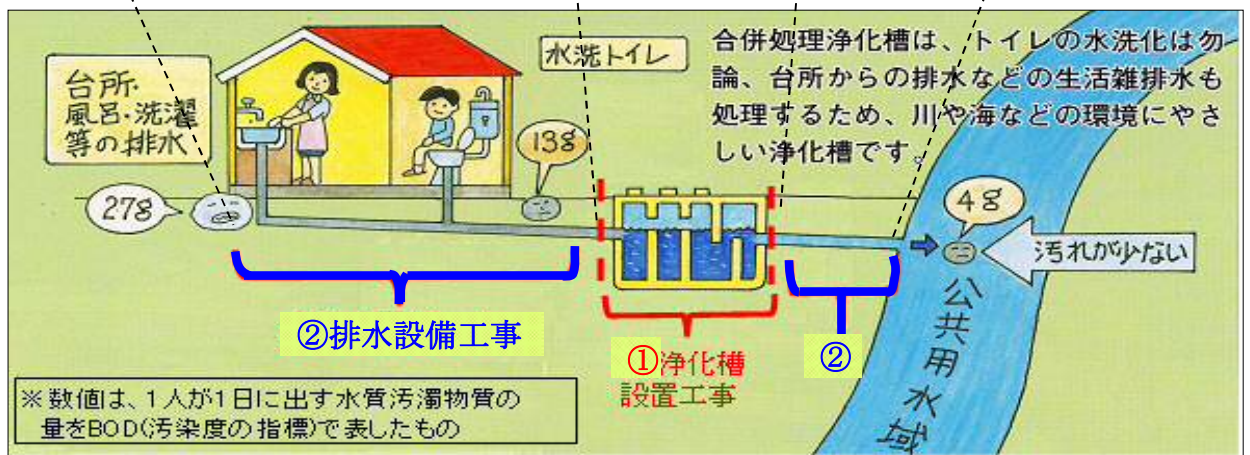 合併処理浄化槽は、トイレの水洗化は勿
論、台所からの排水などの生活雑排水も
処理するため、川や海などの環境にやさ
しい浄化槽です。
水洗トイレ
台所・
風呂・洗濯
等の排水
27g
13g
4g
汚れが少ない
公共用水域
②排水設備工事
①浄化槽
設置工事
②
※数値は、1人が1日に出す水質汚濁物質の
量をBOD(汚染度の指標)で表したもの